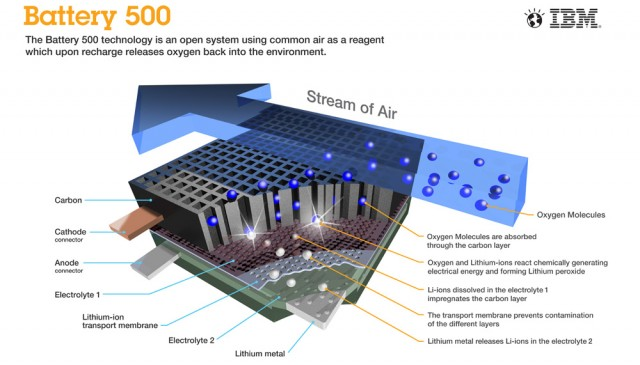 Battery 500
IBM
The Battery 500 technology is an open system using common air as a reagent
which upon recharge releases oxygen back into the environment.
Stream of Air
Carbon
Cathode
connector
Anode
connector
Electrolyte 1
Lithium-ion
transport membrane
Electrolyte 2
Lithium metal
Oxygen Molecules
Oxygen Molecules are absorbed
through the carbon layer
Oxygen and Lithium-ions react chemically generating
electrical energy and forming Lithium peroxide
Li-ions dissolved in the electrolyte 1
impregnates the carbon layer
The transport membrane prevents contamination
of the different layers
Lithium metal releases Li-ions in the electrolyte 2